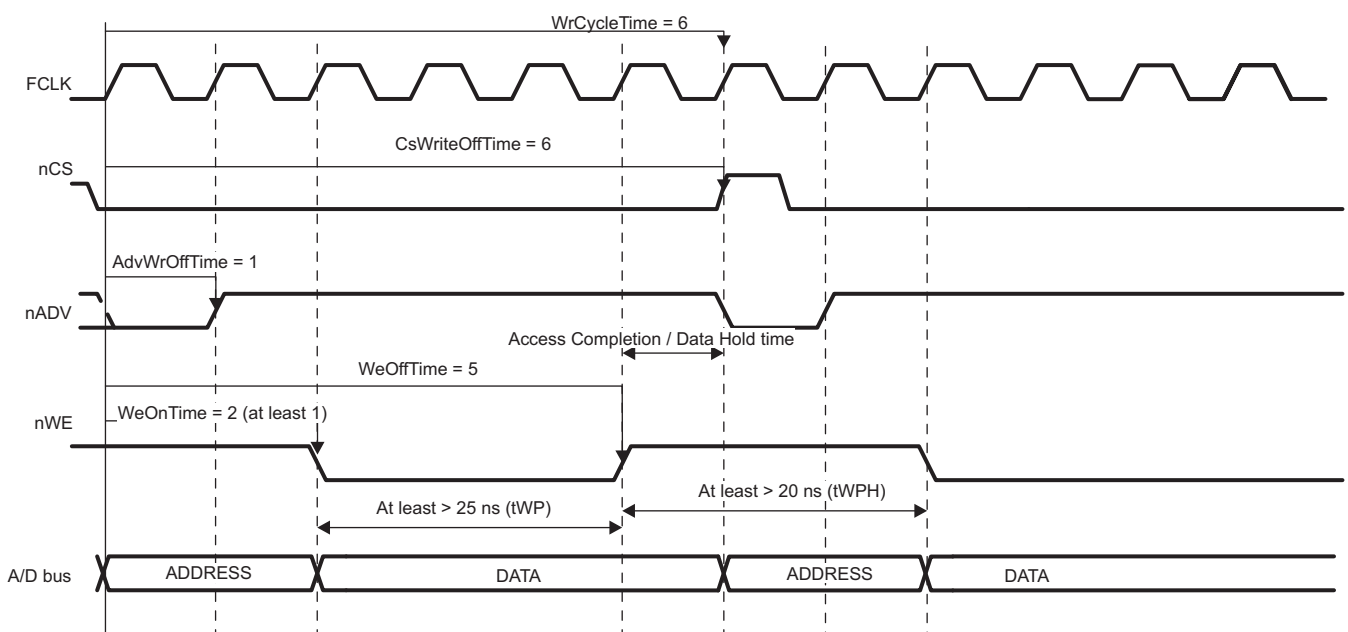 WrCycleTime = 6
FCLK
CsWriteOffTime = 6
nCS
AdvWrOffTime = 1
nADV
Access Completion / Data Hold time
WeOffTime = 5
WeOnTime = 2 (at least 1)
nWE
At least > 20 ns (tWPH)
At least > 25 ns (tWP)
A/D bus
ADDRESS
DATA
ADDRESS
DATA